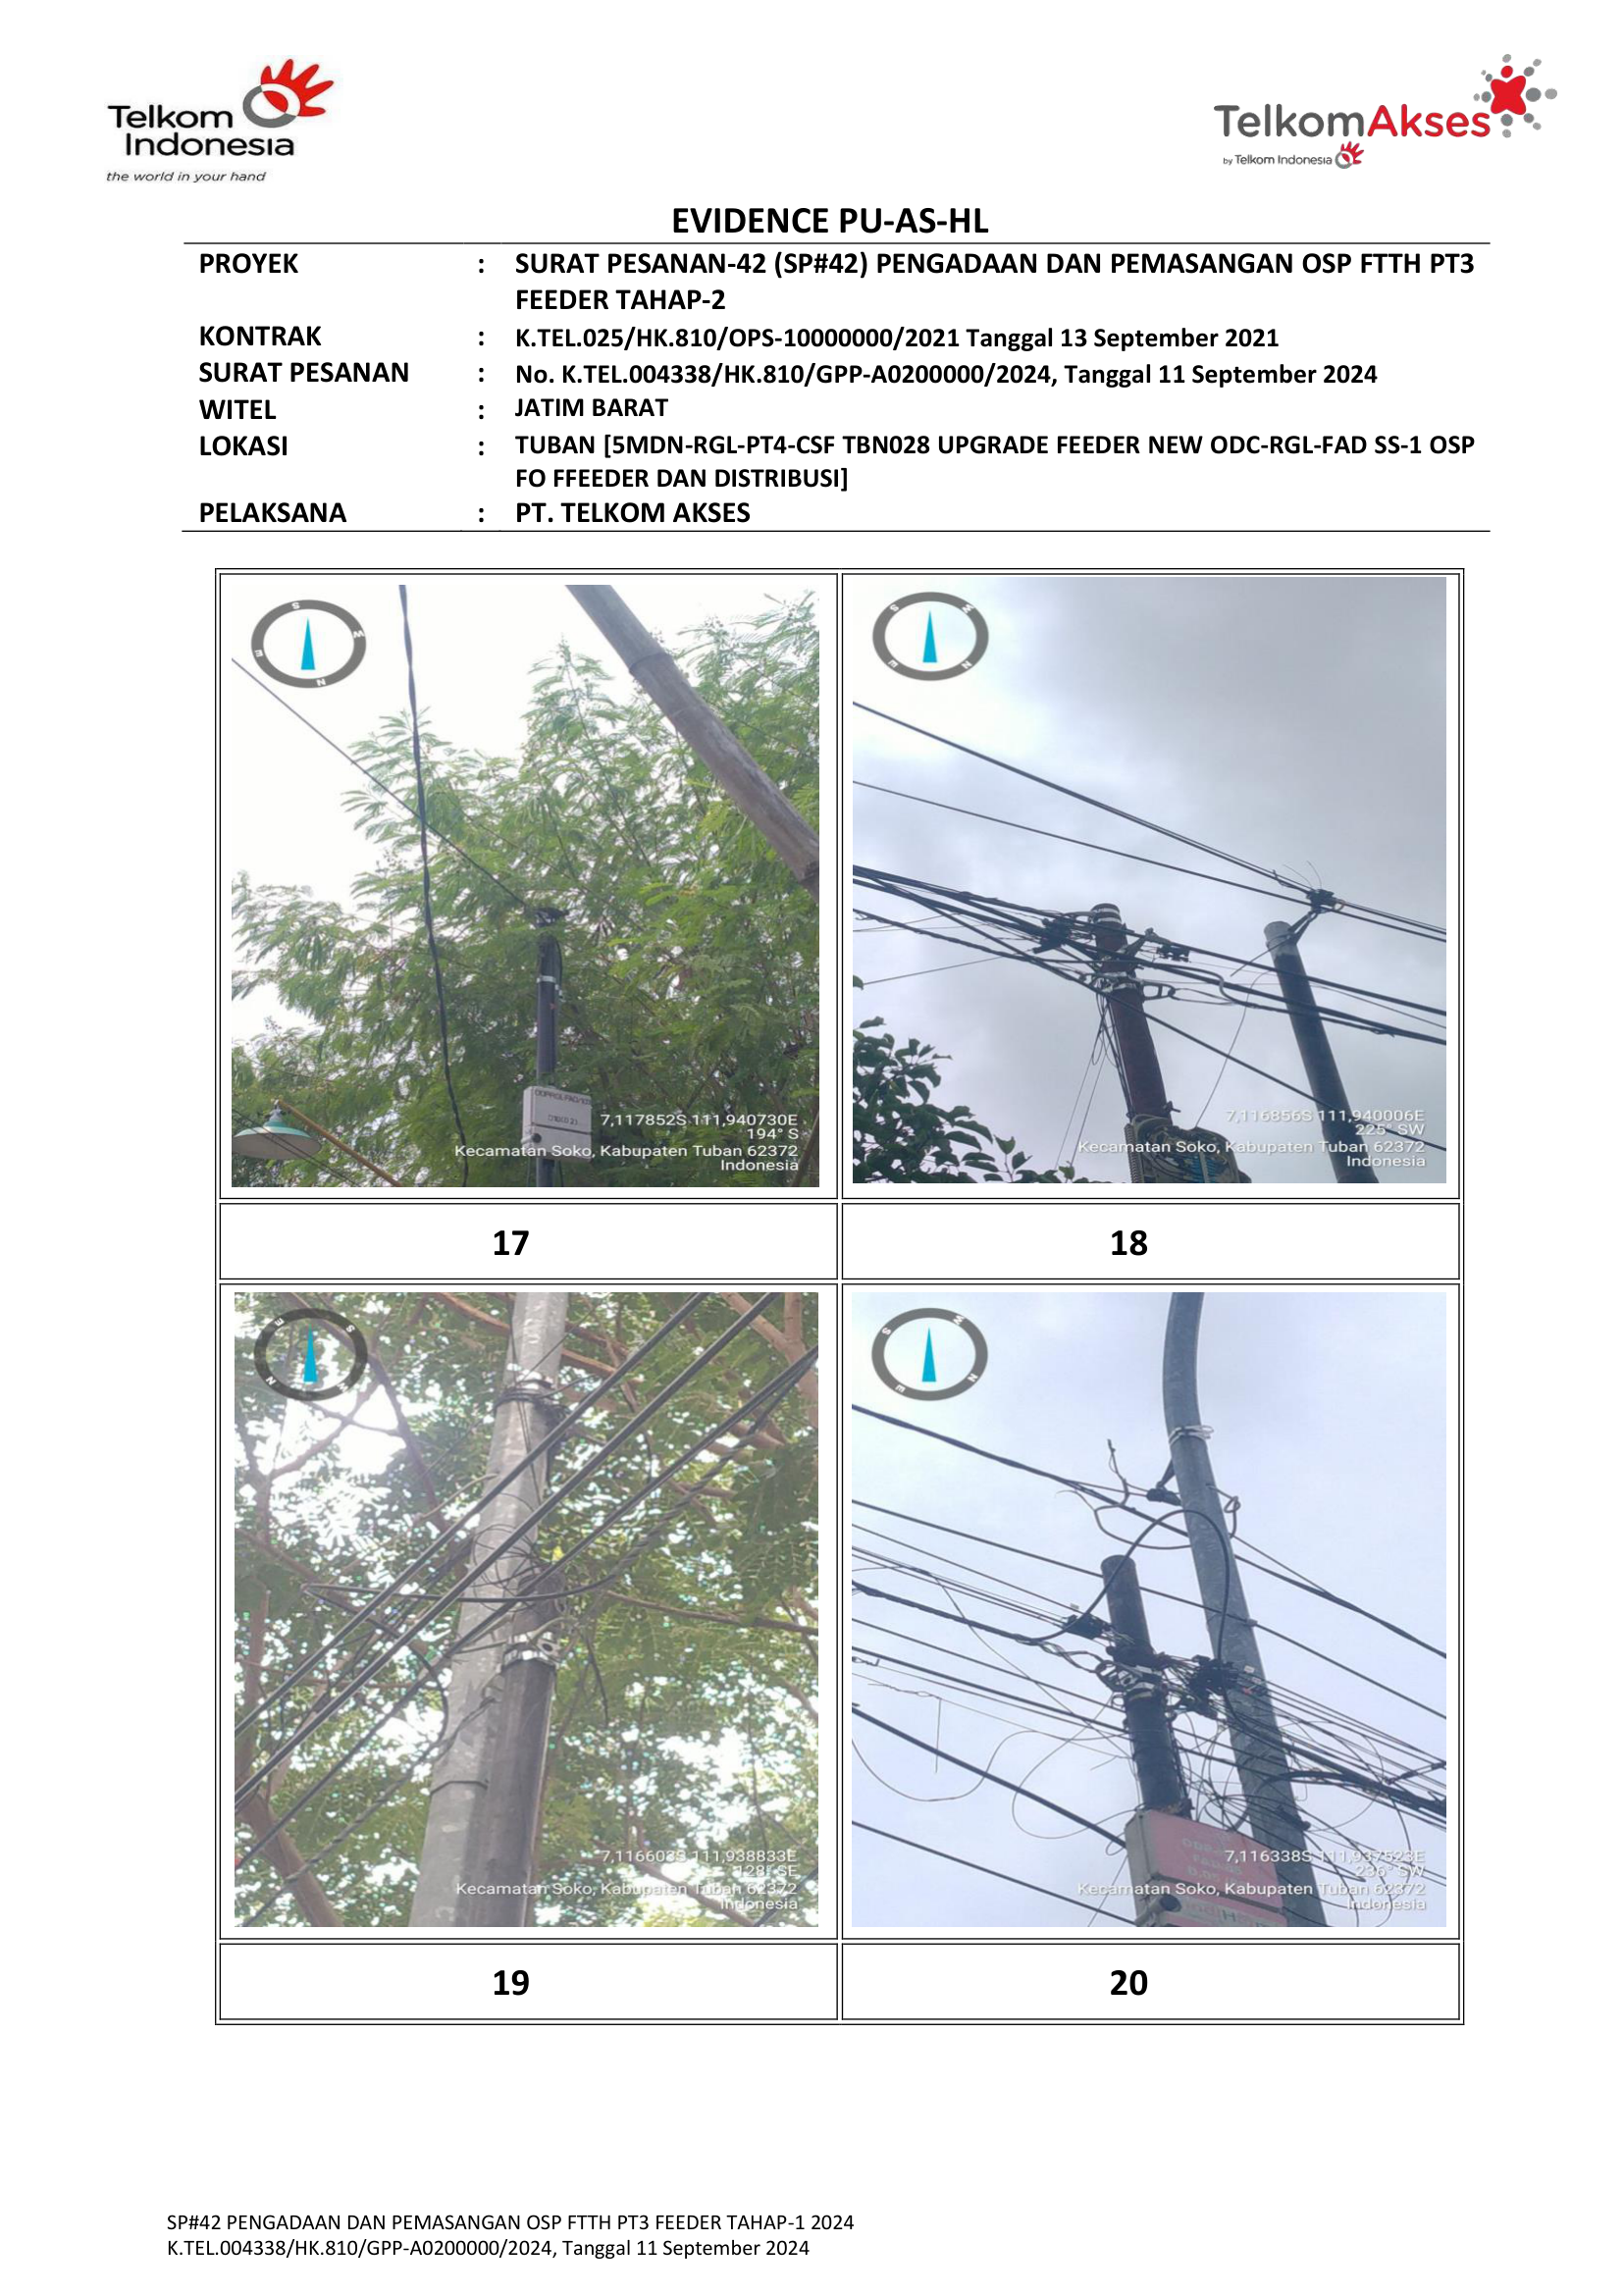 Telkom
Indonesia
the world in your hand
TelkomAkses
by Telkom Indonesia
EVIDENCE PU-AS-HL
PROYEK : SURAT PESANAN-42 (SP#42) PENGADAAN DAN PEMASANGAN OSP FTTH PT3
FEEDER TAHAP-2
KONTRAK : K.TEL.025/HK.810/OPS-10000000/2021 Tanggal 13 September 2021
SURAT PESANAN : No. K.TEL.004338/HK.810/GPP-A0200000/2024, Tanggal 11 September 2024
WITEL : JATIM BARAT
LOKASI : TUBAN [5MDN-RGL-PT4-CSF TBN028 UPGRADE FEEDER NEW ODC-RGL-FAD SS-1 OSP
FO FFEEDER DAN DISTRIBUSI]
PELAKSANA : PT. TELKOM AKSES
S
W
E
N
7,117852S 111,940730E
194° S
Kecamatan Soko, Kabupaten Tuban 62372
Indonesia
S
W
E
N
7,116856S 111,940006E
225° SW
Kecamatan Soko, Kabupaten Tuban 62372
Indonesia
17
18
E
S
N
7,116603S 111,938833E
128° SE
Kecamatan Soko, Kabupaten Tuban 62372
Indonesia
S
W
E
N
7,116338S 111,937523E
236° SW
Kecamatan Soko, Kabupaten Tuban 62372
Indonesia
19
20
SP#42 PENGADAAN DAN PEMASANGAN OSP FTTH PT3 FEEDER TAHAP-1 2024
K.TEL.004338/HK.810/GPP-A0200000/2024, Tanggal 11 September 2024